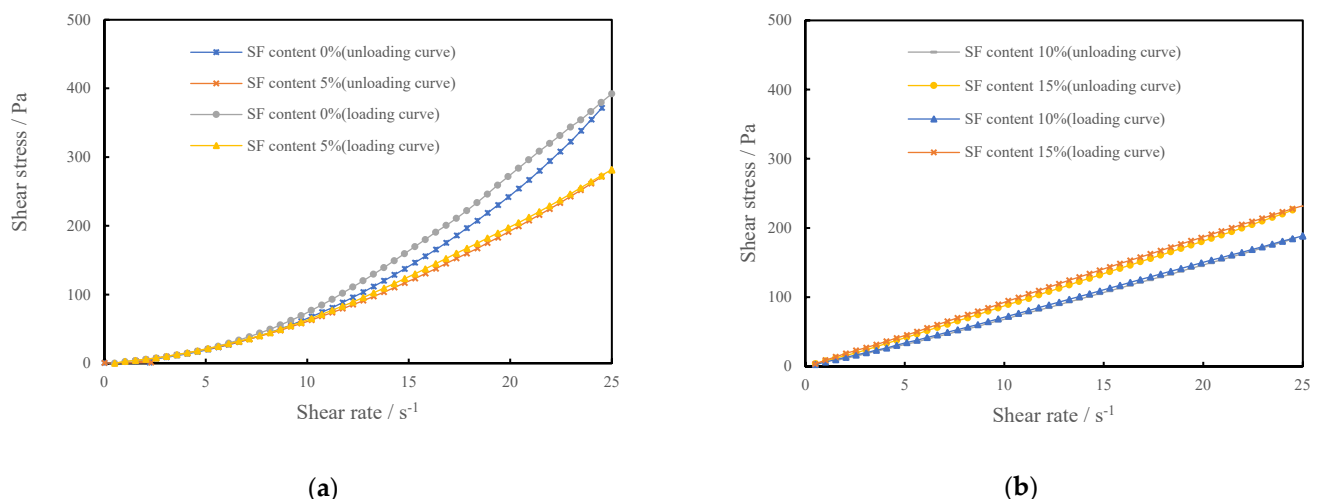 500
400
300
200
100
0
Shear stress / Pa
SF content 0%(unloading curve)
SF content 5%(unloading curve)
SF content 0%(loading curve)
SF content 5%(loading curve)
0 5 10 15 20 25
Shear rate / s⁻¹
(a)
500
400
300
200
100
0
Shear stress / Pa
SF content 10%(unloading curve)
SF content 15%(unloading curve)
SF content 10%(loading curve)
SF content 15%(loading curve)
0 5 10 15 20 25
Shear rate / s⁻¹
(b)